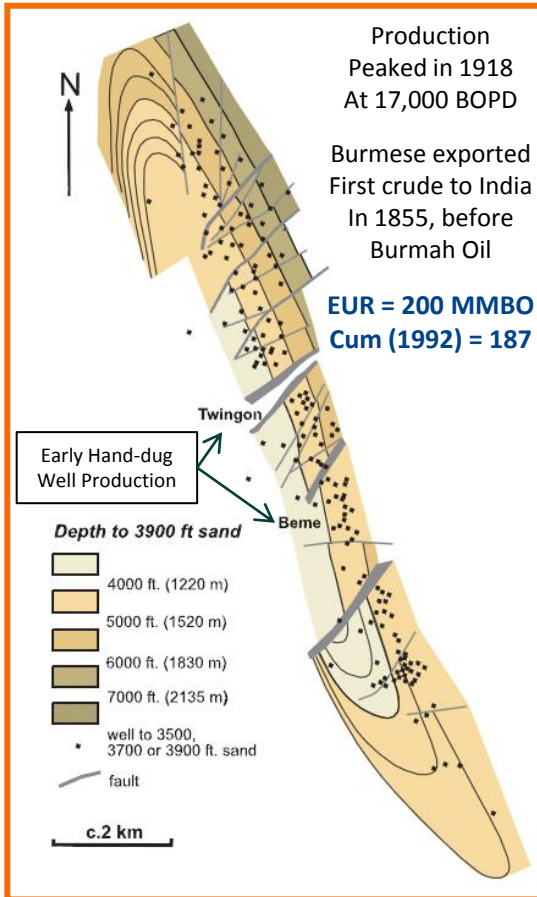 Production
Peaked in 1918
At 17,000 BOPD
Burmese exported
First crude to India
In 1855, before
Burmah Oil
EUR = 200 MMBO
Cum (1992) = 187
N
Twingon
Early Hand-dug
Well Production
Beme
Depth to 3900 ft sand
4000 ft. (1220 m)
5000 ft. (1520 m)
6000 ft. (1830 m)
7000 ft. (2135 m)
well to 3500,
3700 or 3900 ft. sand
fault
c.2 km